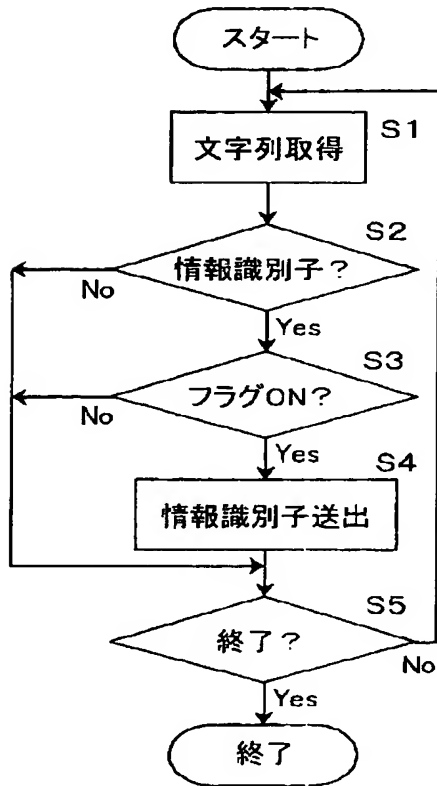 スタート
S1
文字列取得
S2
情報識別子？
No
Yes
S3
フラグON？
No
Yes
S4
情報識別子送出
S5
終了？
No
Yes
終了